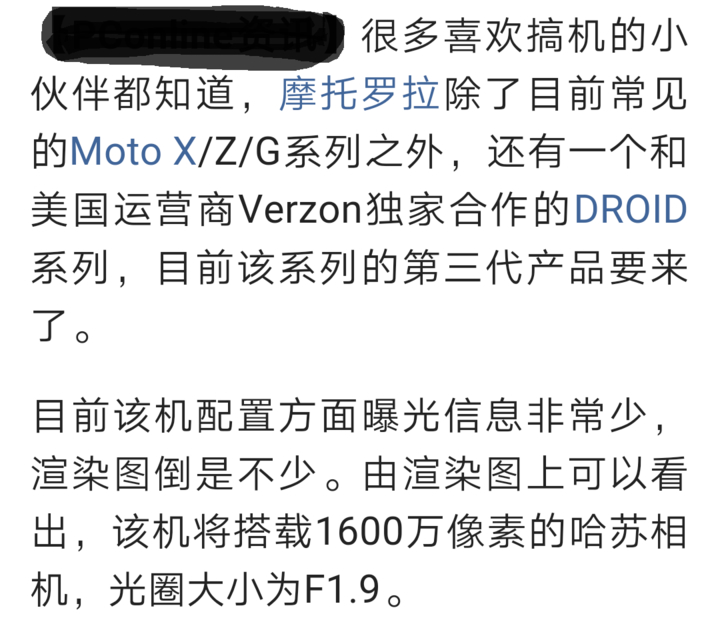 很多喜欢搞机的小
伙伴都知道，摩托罗拉除了目前常见
的Moto X/Z/G系列之外，还有一个和
美国运营商Verzon独家合作的DROID
系列，目前该系列的第三代产品要来
了。
目前该机配置方面曝光信息非常少，
渲染图倒是不少。由渲染图上可以看
出，该机将搭载1600万像素的哈苏相
机，光圈大小为F1.9。